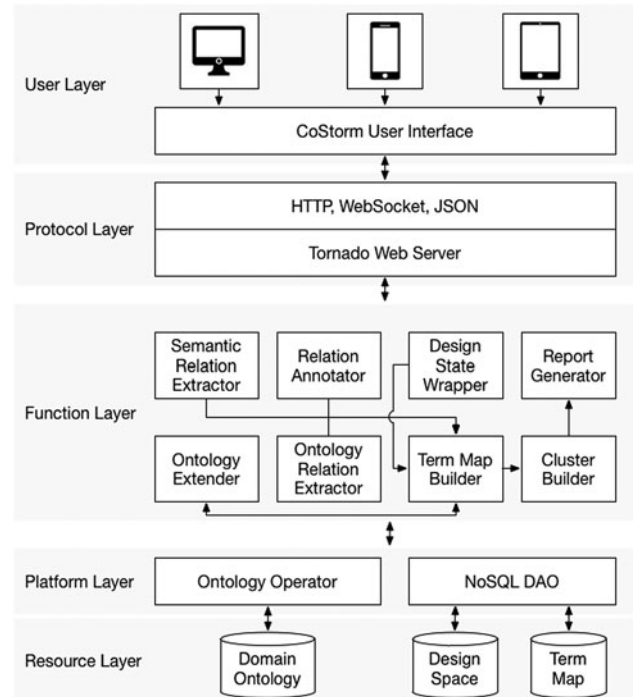 User Layer
CoStorm User Interface
Protocol Layer
HTTP, WebSocket, JSON
Tornado Web Server
Function Layer
Semantic
Relation
Extractor
Relation
Annotator
Design
State
Wrapper
Report
Generator
Ontology
Extender
Ontology
Relation
Extractor
Term Map
Builder
Cluster
Builder
Platform Layer
Ontology Operator
NoSQL DAO
Resource Layer
Domain
Ontology
Design
Space
Term
Map